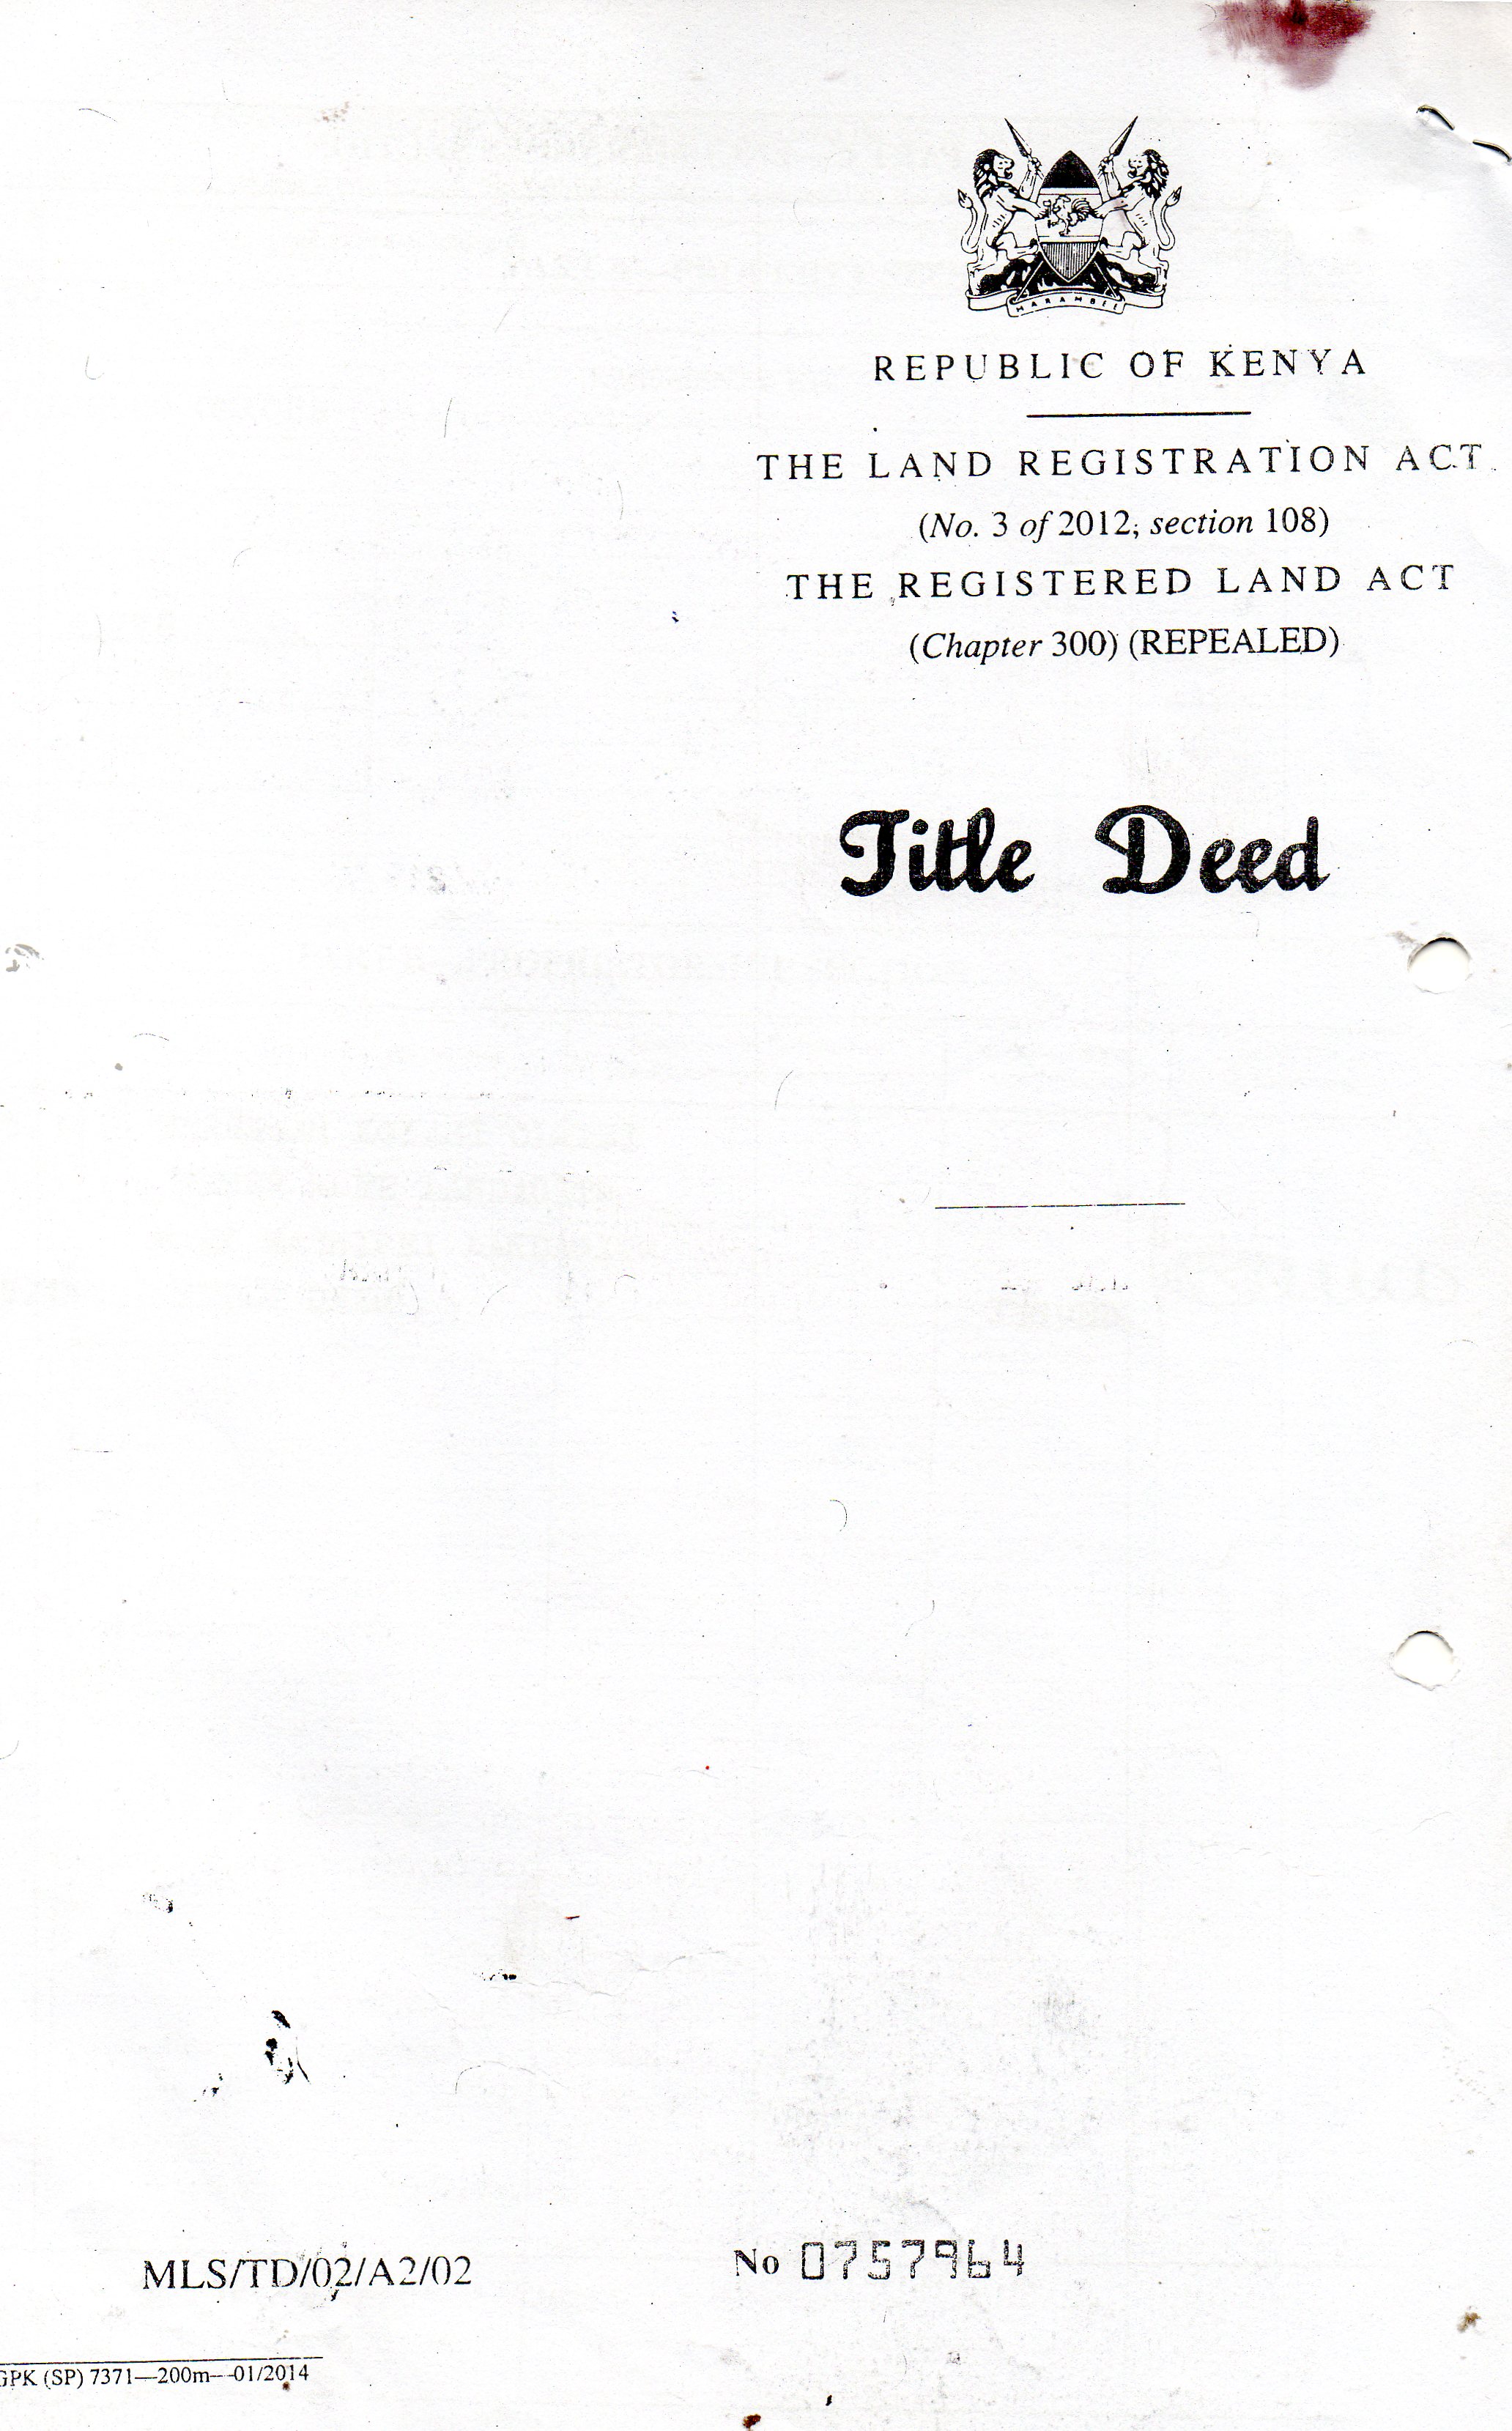 HARAMBEE
REPUBLIC OF KENYA
THE LAND REGISTRATION ACT
(No. 3 of 2012, section 108)
THE REGISTERED LAND ACT
(Chapter 300) (REPEALED)
Title Deed
MLS/TD/02/A2/02
No 0757964
GPK (SP) 7371—200m—01/2014